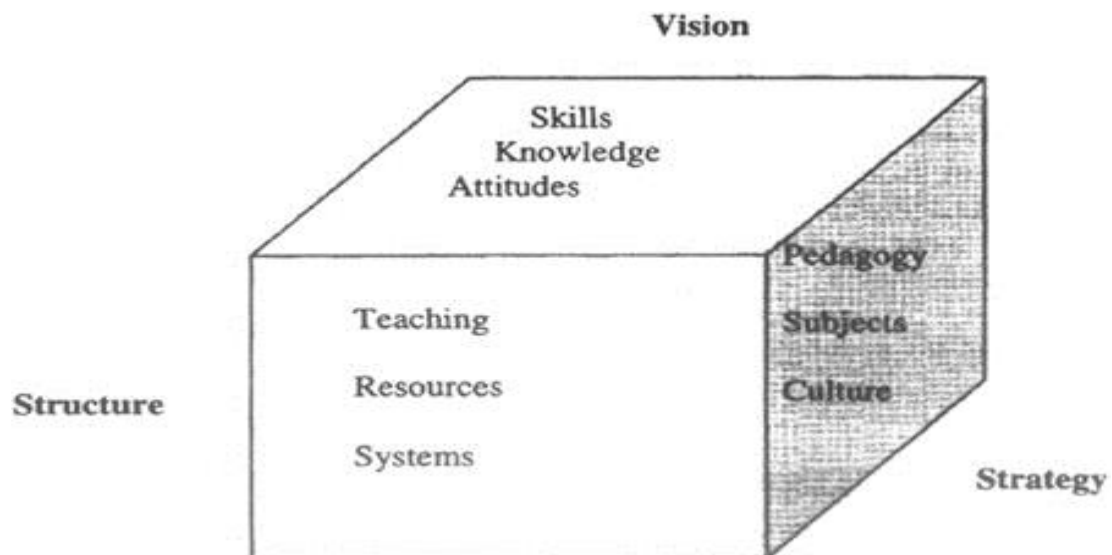 Vision
Skills
Knowledge
Attitudes
Pedagogy
Teaching
Subjects
Resources
Culture
Structure
Systems
Strategy